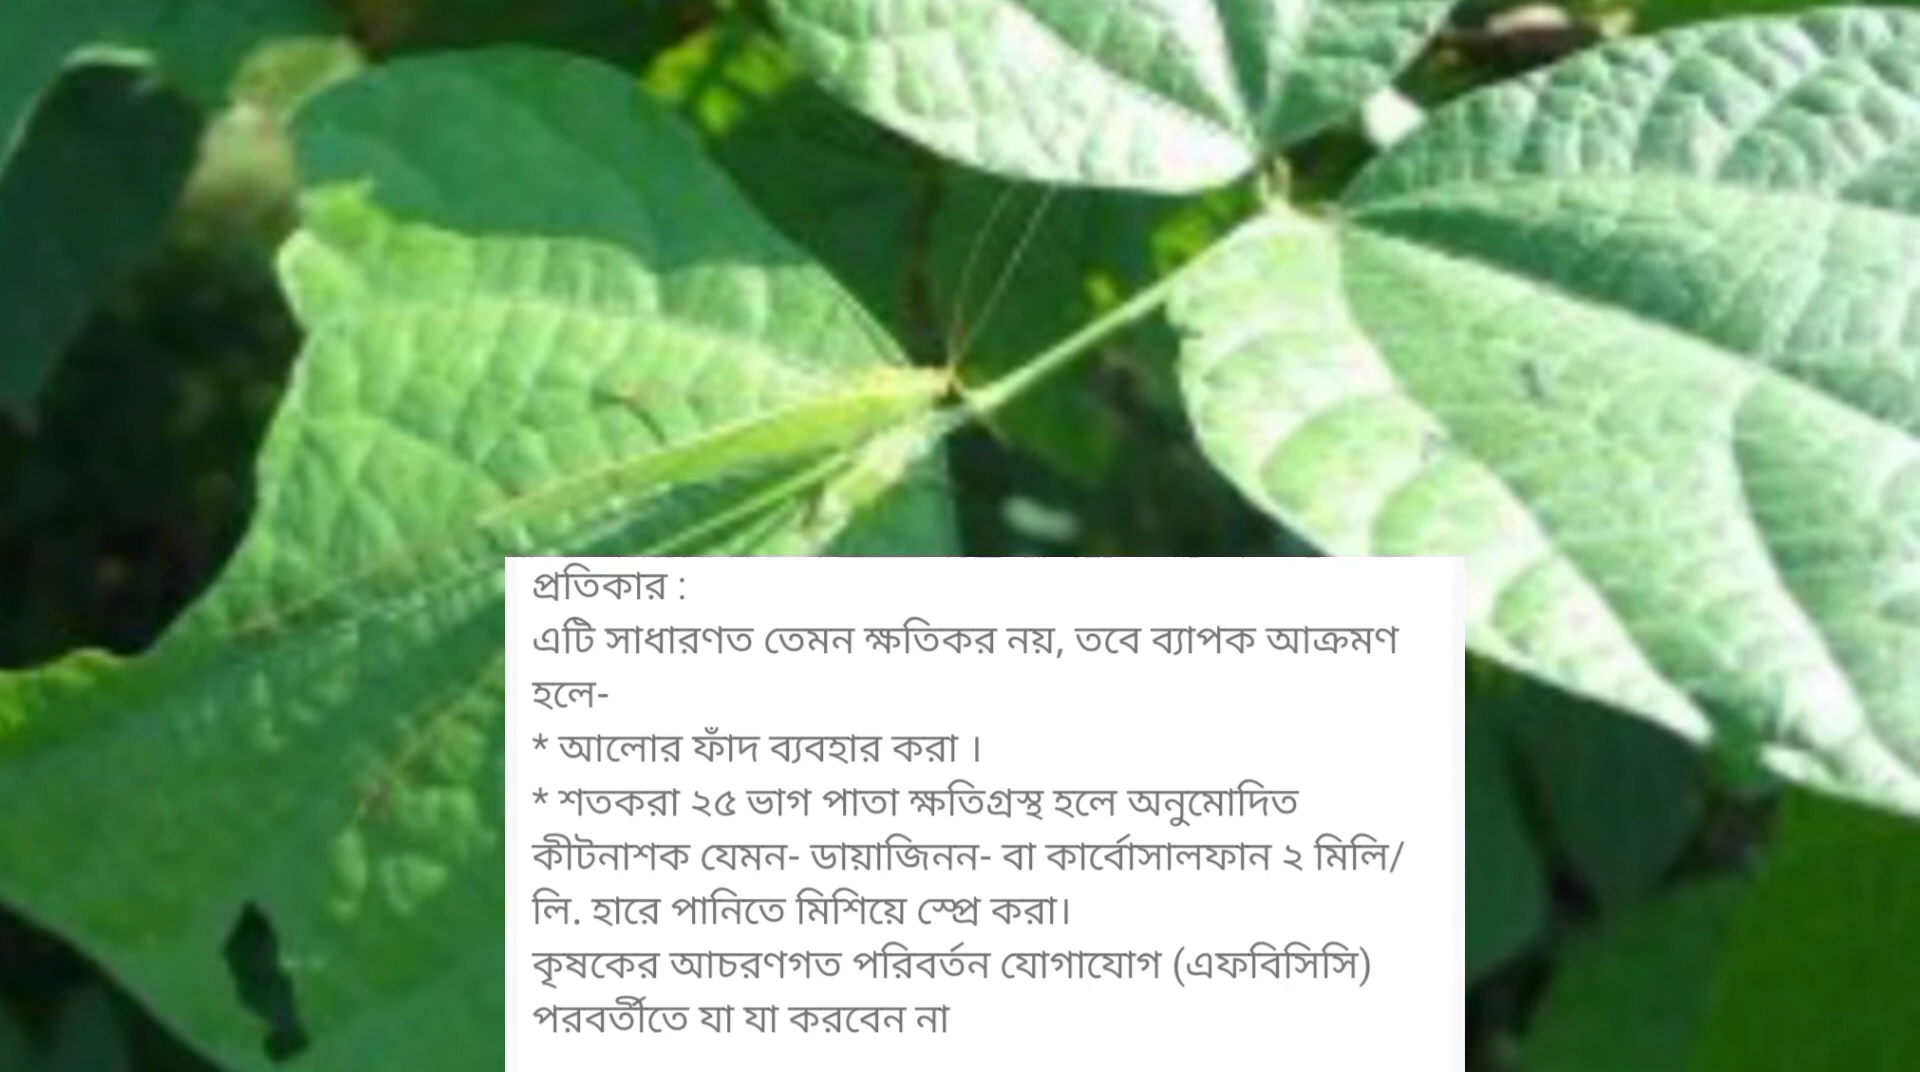 প্রতিকার :
এটি সাধারণত তেমন ক্ষতিকর নয়, তবে ব্যাপক আক্রমণ
হলে-
* আলোর ফাঁদ ব্যবহার করা ।
* শতকরা ২৫ ভাগ পাতা ক্ষতিগ্রস্থ হলে অনুমোদিত
কীটনাশক যেমন- ডায়াজিনন- বা কার্বোসালফান ২ মিলি/
লি. হারে পানিতে মিশিয়ে স্প্রে করা।
কৃষকের আচরণগত পরিবর্তন যোগাযোগ (এফবিসিসি)
পরবর্তীতে যা যা করবেন না